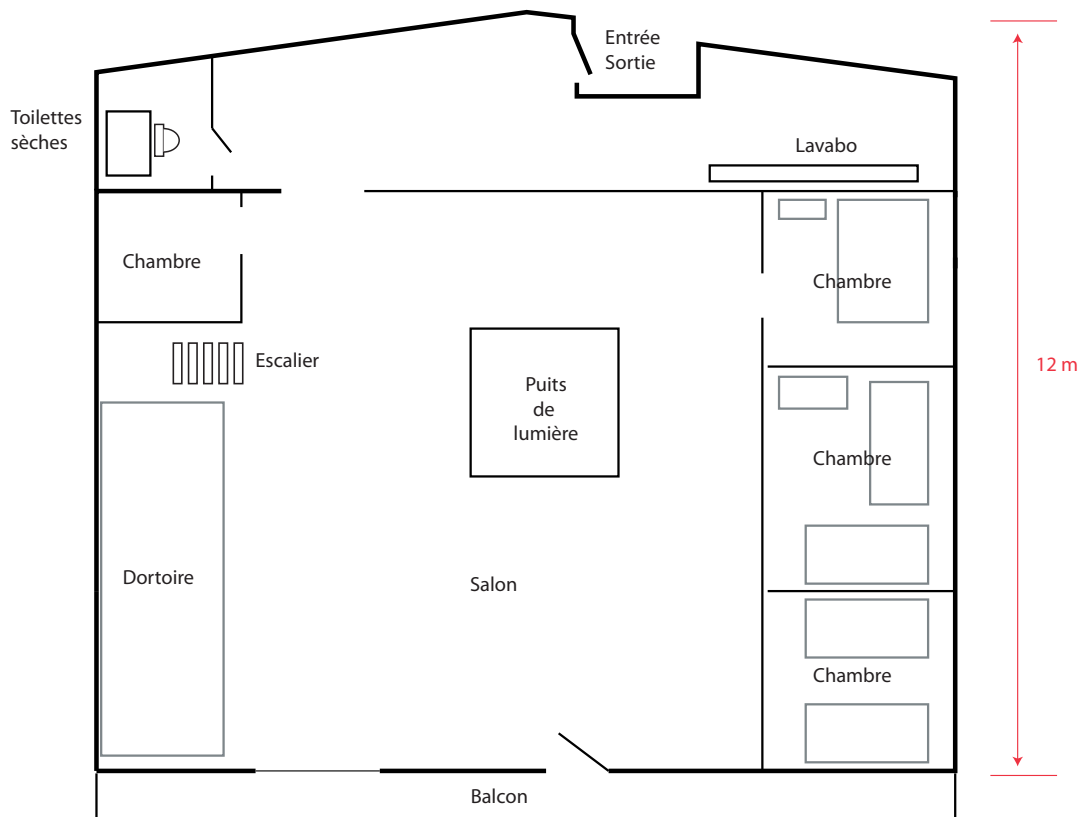 Entrée
Sortie
Toilettes
sèches
Lavabo
Chambre
Chambre
Escalier
12 m
Puits
de
lumière
Chambre
Dortoire
Salon
Chambre
Balcon